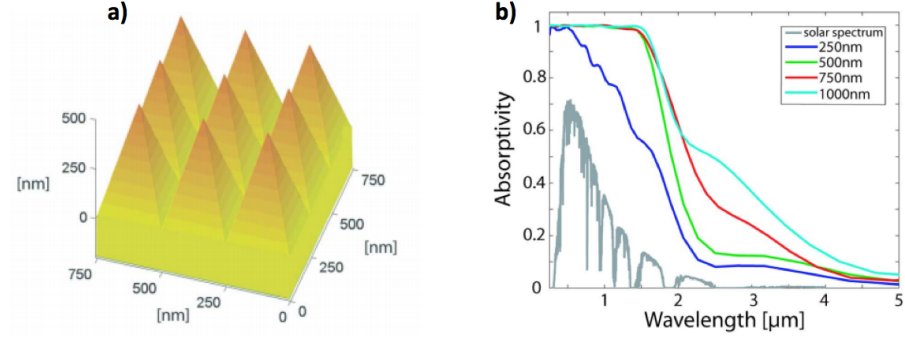 a)
500
250
[nm]
0
750
500
[nm]
250
0
0
750
500
250
[nm]
b)
1
0.8
0.6
0.4
0.2
0
Absorptivity
solar spectrum
250nm
500nm
750nm
1000nm
1
2
3
4
5
Wavelength [μm]